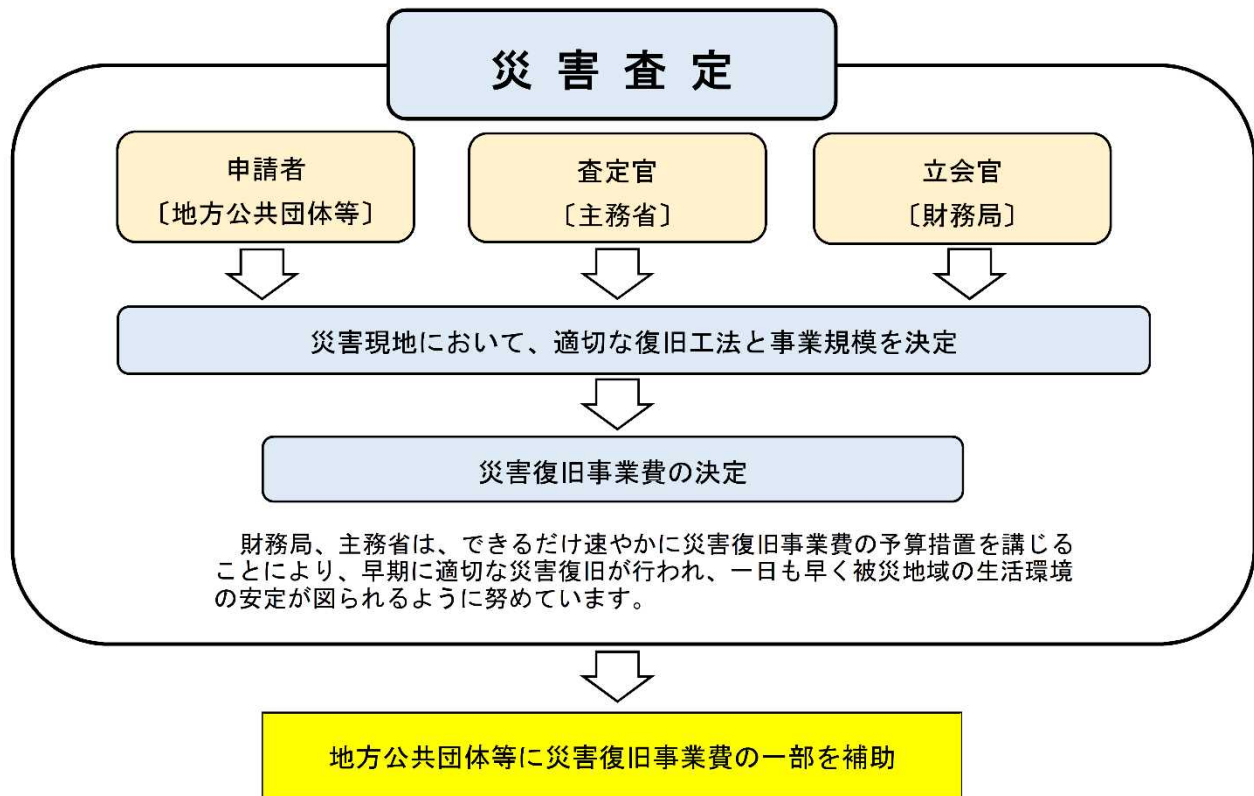 災害査定
申請者
〔地方公共団体等〕
査定官
〔主務省〕
立会官
〔財務局〕
災害現地において、適切な復旧工法と事業規模を決定
災害復旧事業費の決定
財務局、主務省は、できるだけ速やかに災害復旧事業費の予算措置を講じる
ことにより、早期に適切な災害復旧が行われ、一日も早く被災地域の生活環境
の安定が図られるように努めています。
地方公共団体等に災害復旧事業費の一部を補助